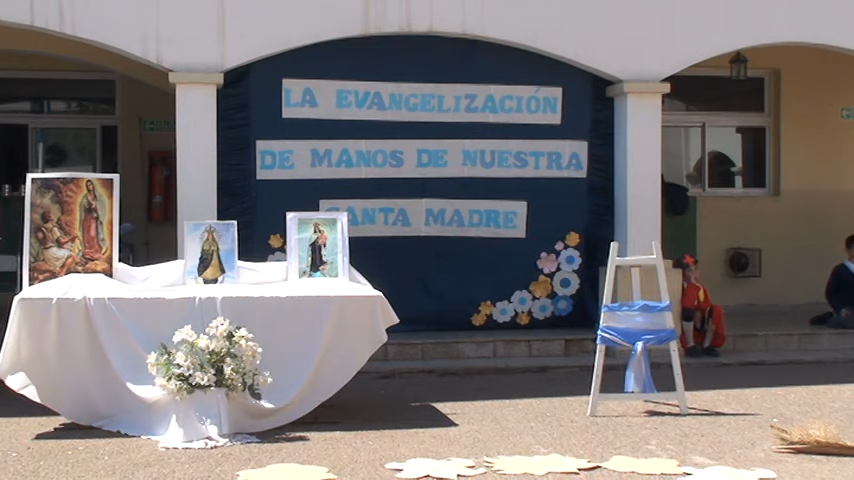 LA EVANGELIZACIÓN
DE MANOS DE NUESTRA
SANTA MADRE